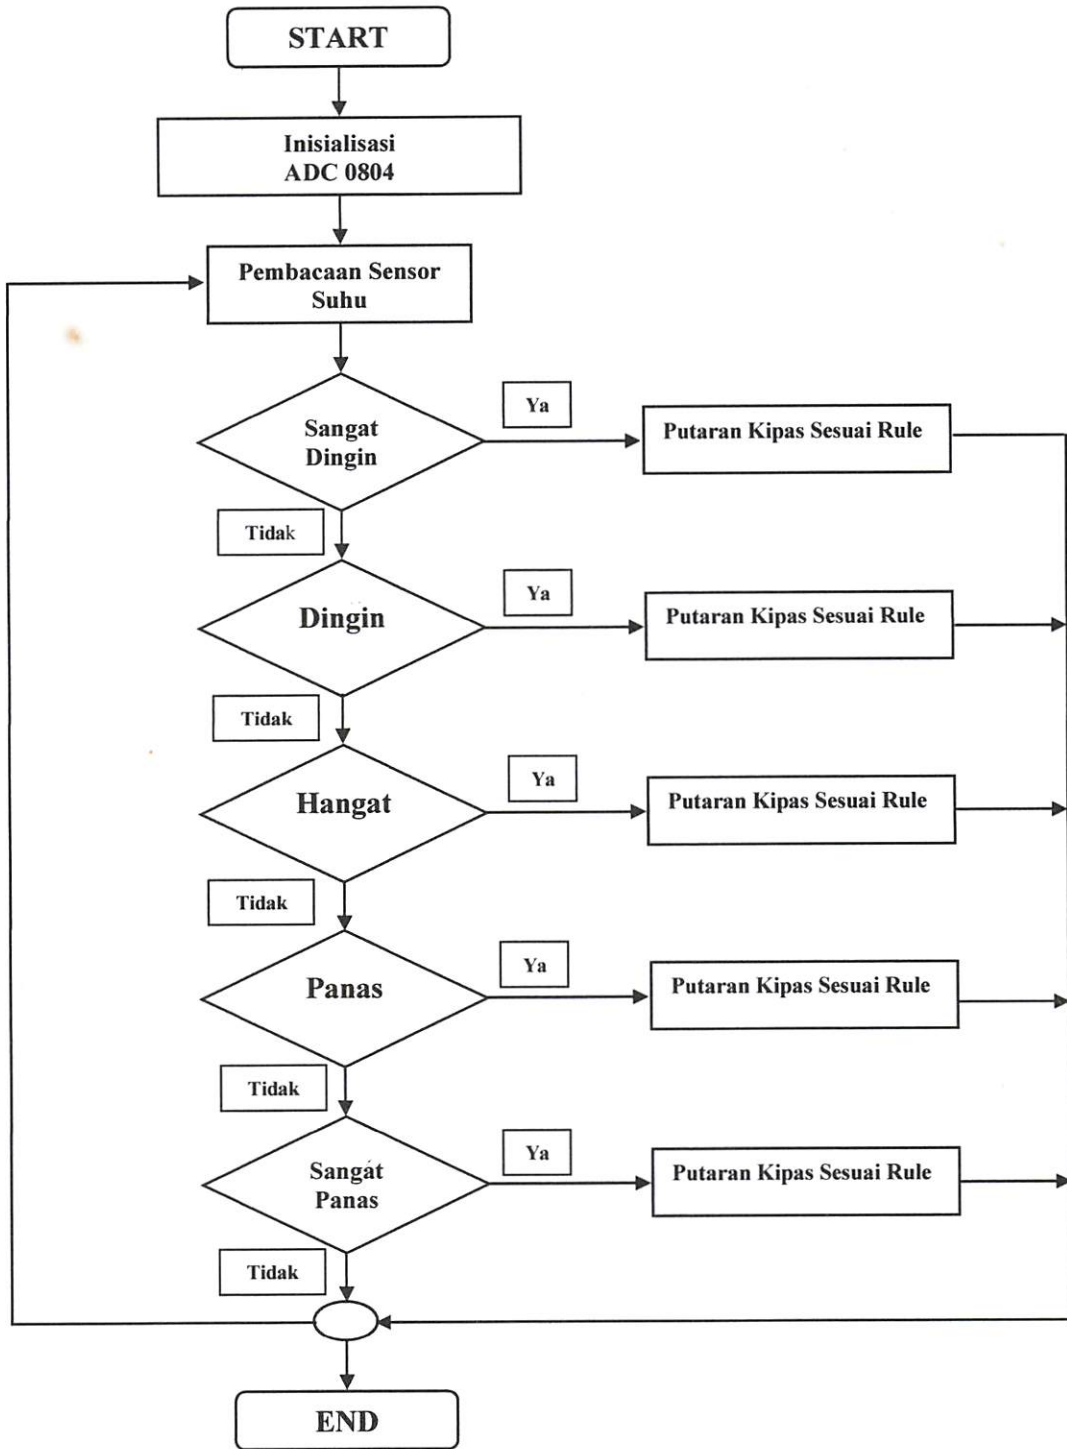 START
Inisialisasi
ADC 0804
Pembacaan Sensor
Suhu
Sangat
Dingin
Ya
Putaran Kipas Sesuai Rule
Tidak
Dingin
Ya
Putaran Kipas Sesuai Rule
Tidak
Hangat
Ya
Putaran Kipas Sesuai Rule
Tidak
Panas
Ya
Putaran Kipas Sesuai Rule
Tidak
Sangat
Panas
Ya
Putaran Kipas Sesuai Rule
Tidak
END